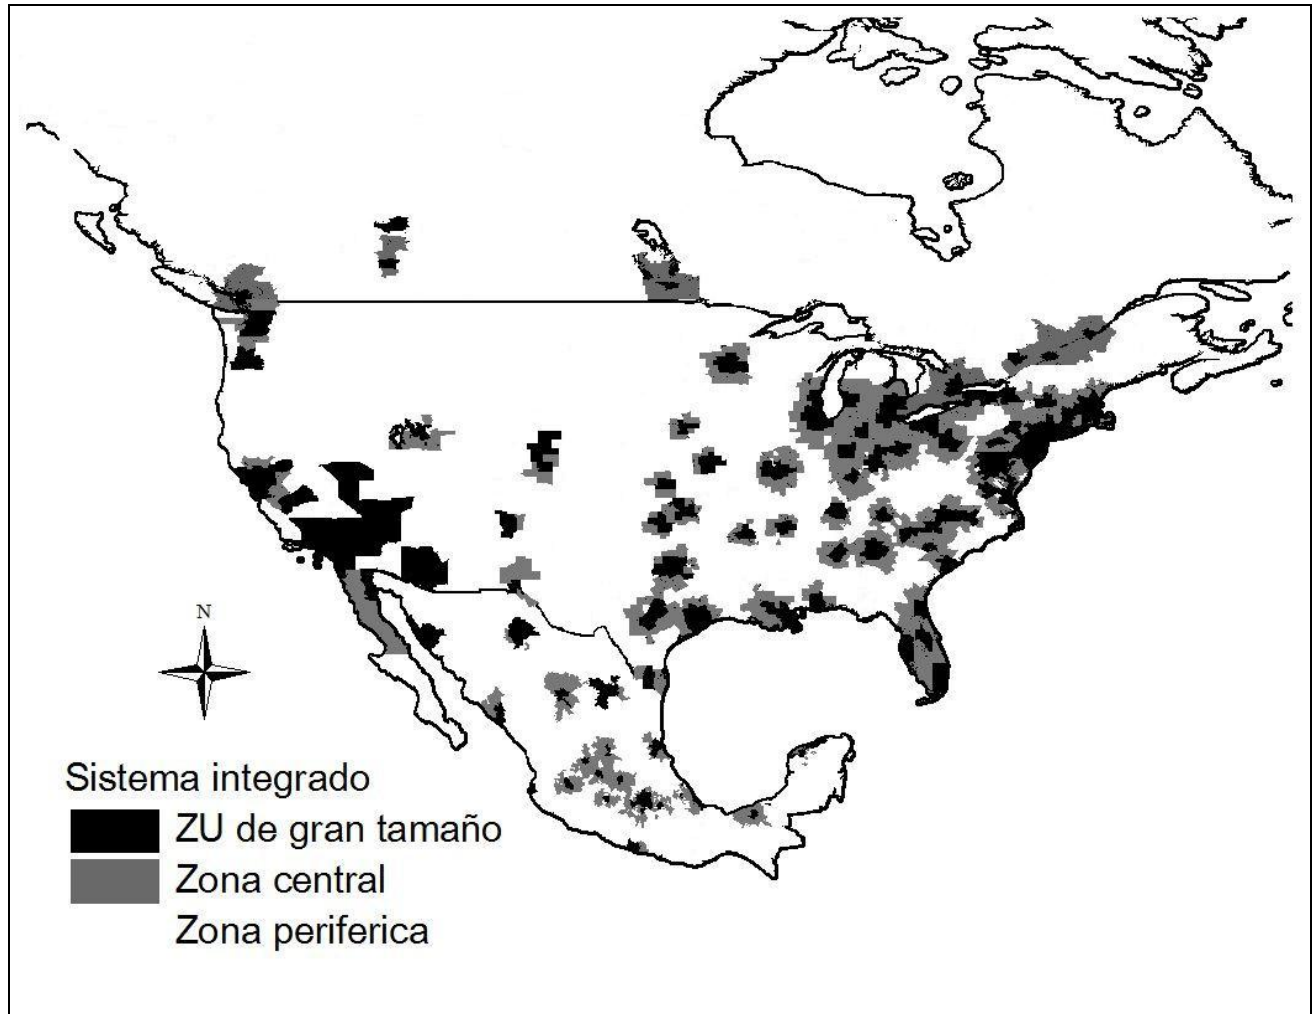 N
Sistema integrado
ZU de gran tamaño
Zona central
Zona periferica